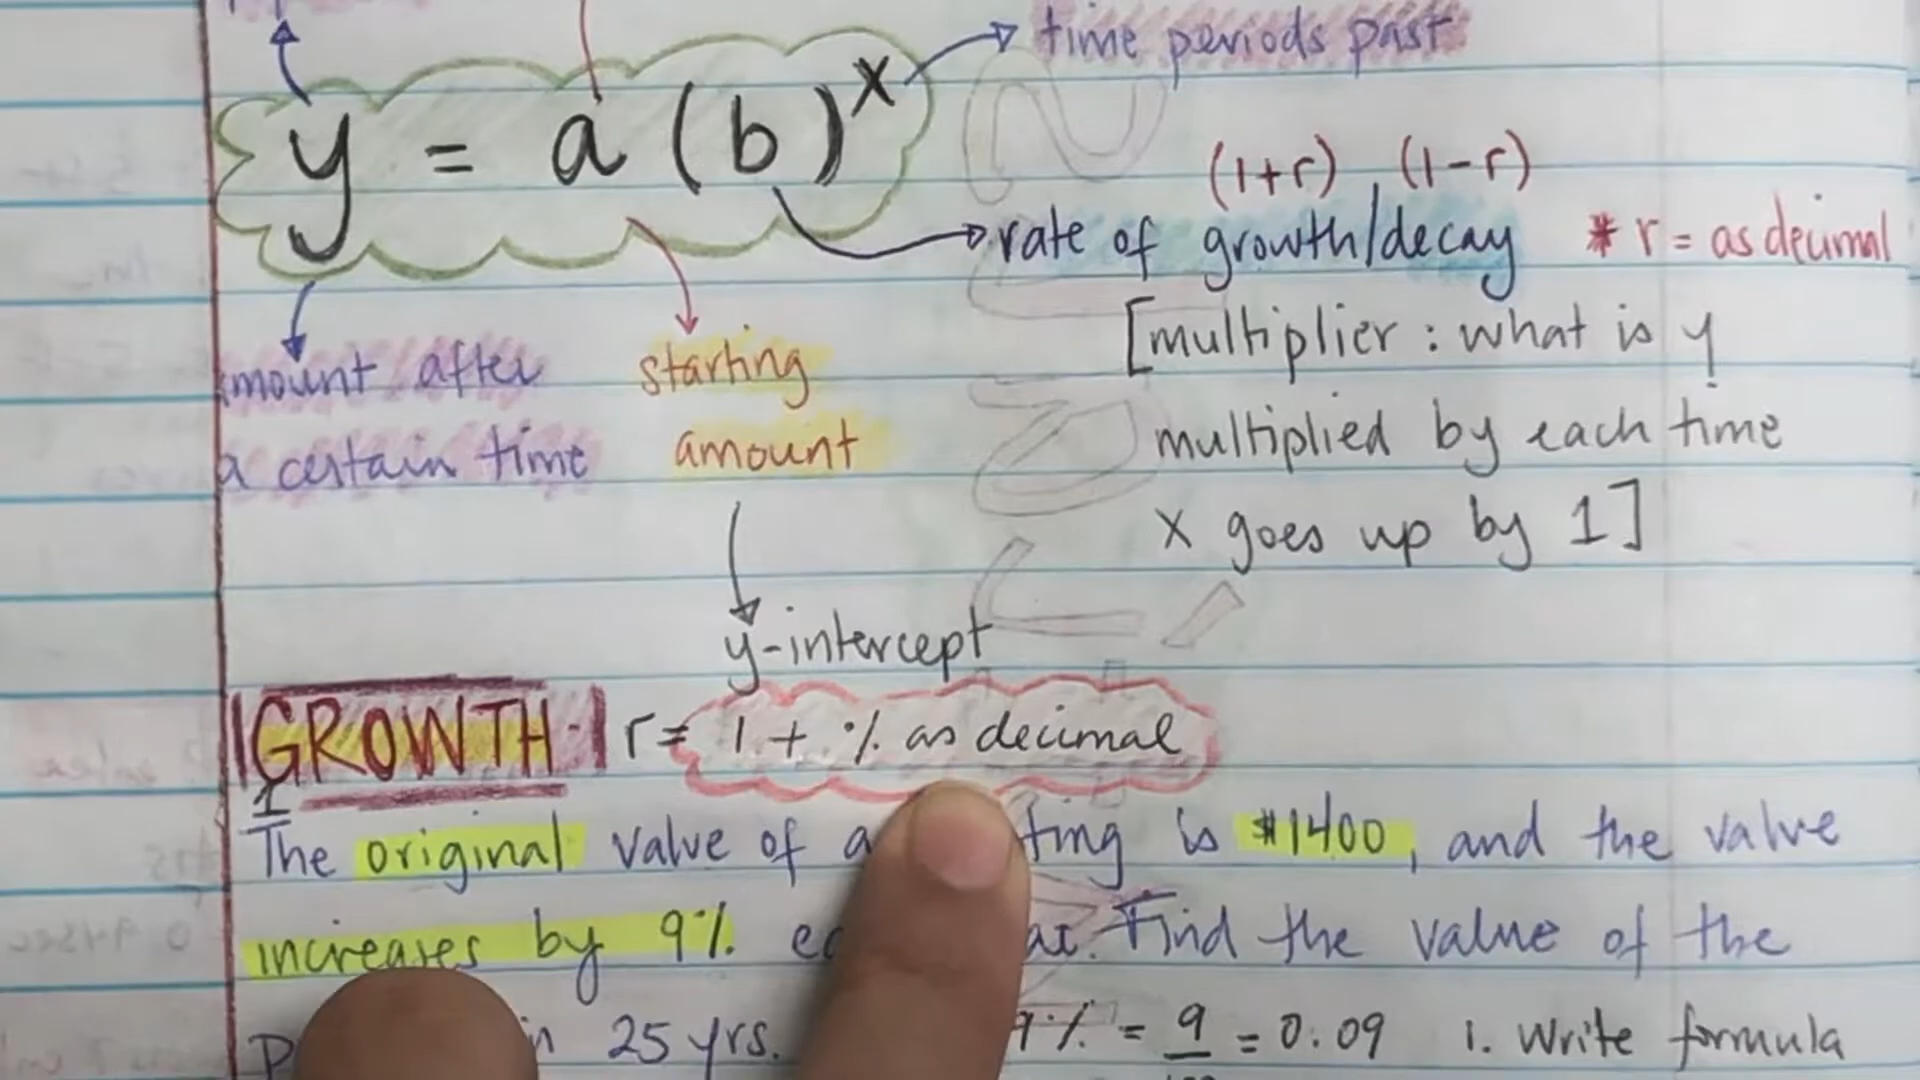 time periods past
y = a (b)^x
(1+r) (1-r)
rate of growth/decay * r = as decimal
[multiplier : what is y
multiplied by each time
x goes up by 1]
mount after
a certain time
starting
amount
y-intercept
GROWTH r = 1 + % as decimal
1
The original value of a ting is $1400, and the value
increases by 9% Find the value of the
25 yrs. 9% = 9 = 0.09 1. Write formula